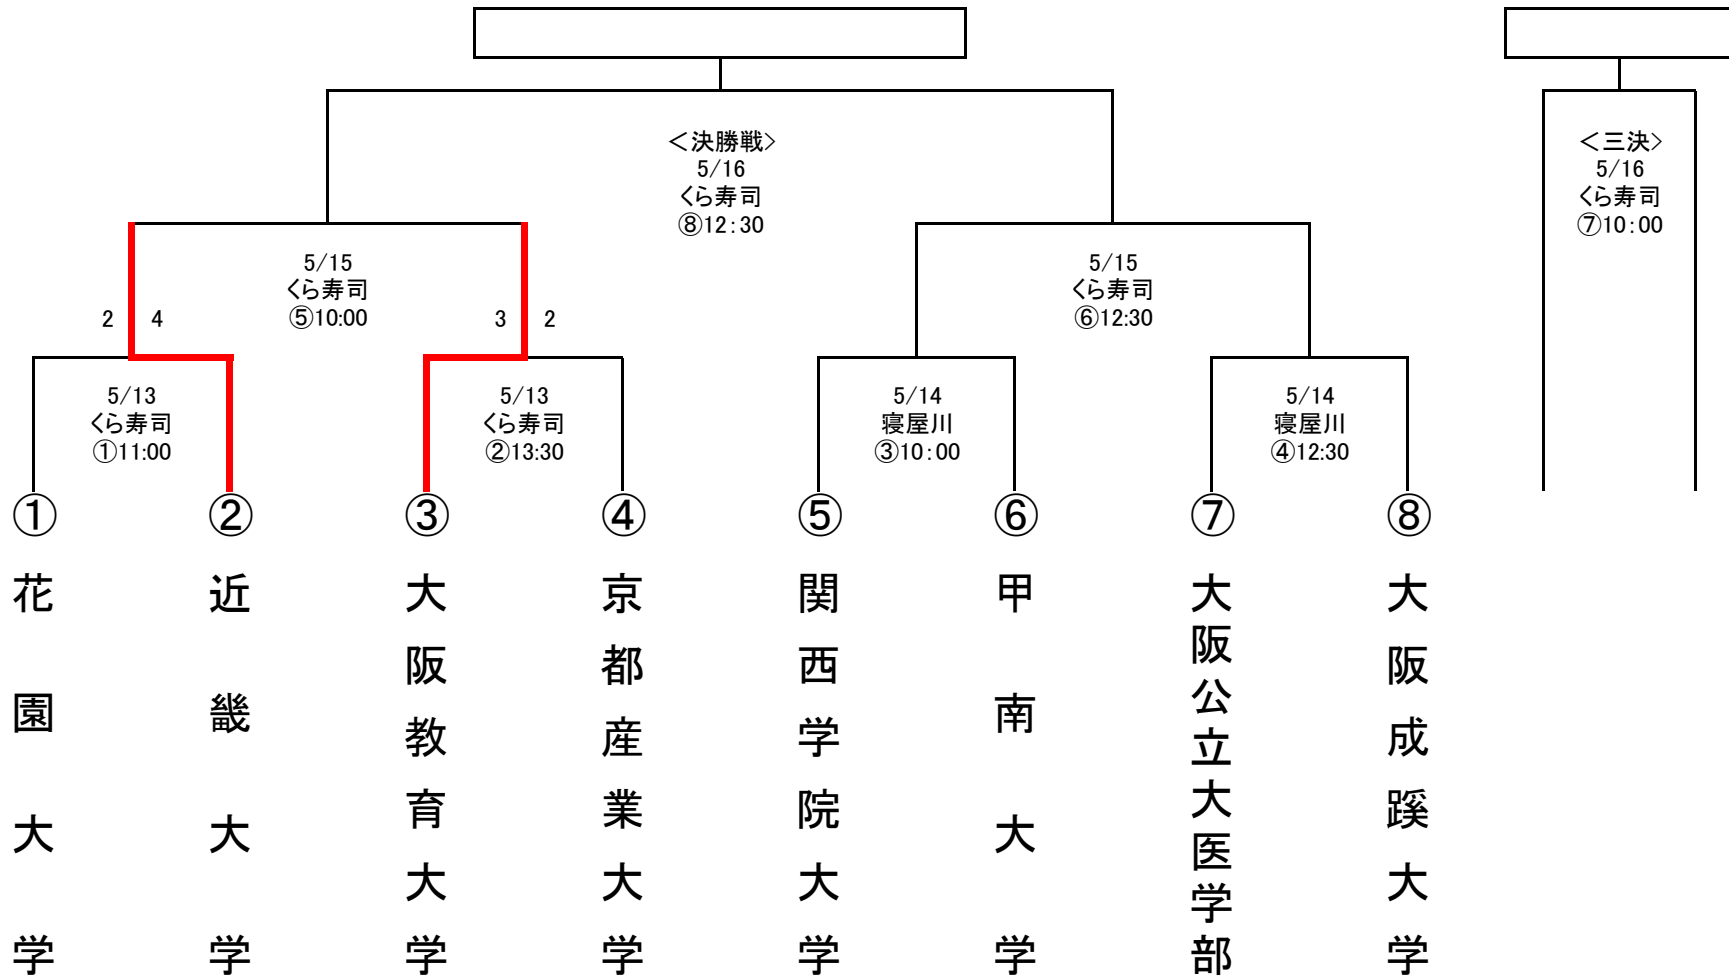 ＜決勝戦＞
5/16
くら寿司
⑧12：30
＜三決＞
5/16
くら寿司
⑦10：00
5/15
くら寿司
⑤10:00
5/15
くら寿司
⑥12:30
2 4
3 2
5/13
くら寿司
①11:00
5/13
くら寿司
②13:30
5/14
寝屋川
③10：00
5/14
寝屋川
④12:30
①
②
③
④
⑤
⑥
⑦
⑧
花園大学
近畿大学
大阪教育大学
京都産業大学
関西学院大学
甲南大学
大阪公立大医学部
大阪成蹊大学